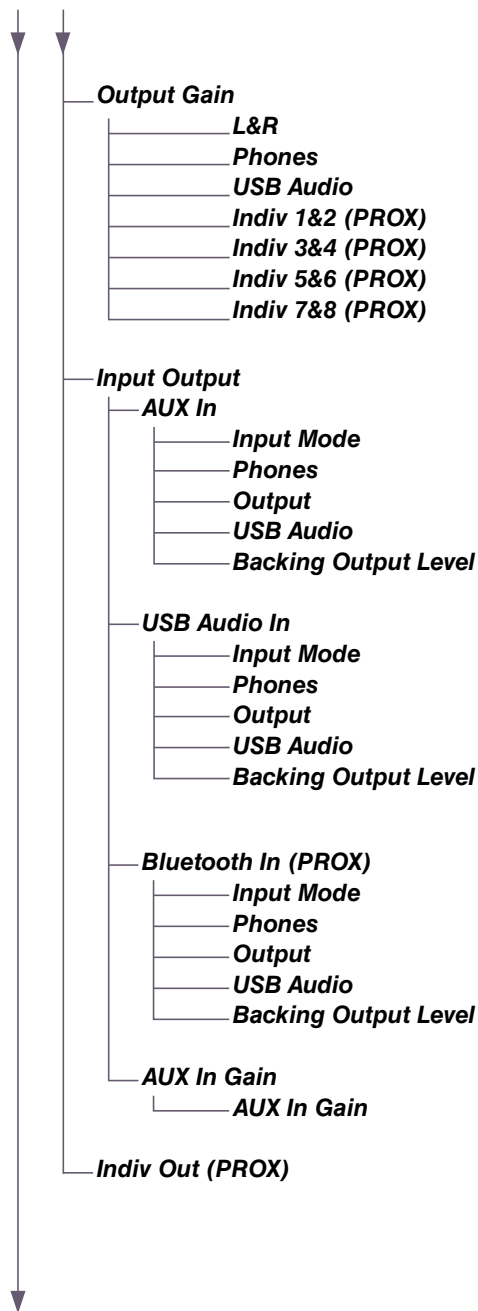 Output Gain
L&R
Phones
USB Audio
Indiv 1&2 (PROX)
Indiv 3&4 (PROX)
Indiv 5&6 (PROX)
Indiv 7&8 (PROX)
Input Output
AUX In
Input Mode
Phones
Output
USB Audio
Backing Output Level
USB Audio In
Input Mode
Phones
Output
USB Audio
Backing Output Level
Bluetooth In (PROX)
Input Mode
Phones
Output
USB Audio
Backing Output Level
AUX In Gain
AUX In Gain
Indiv Out (PROX)